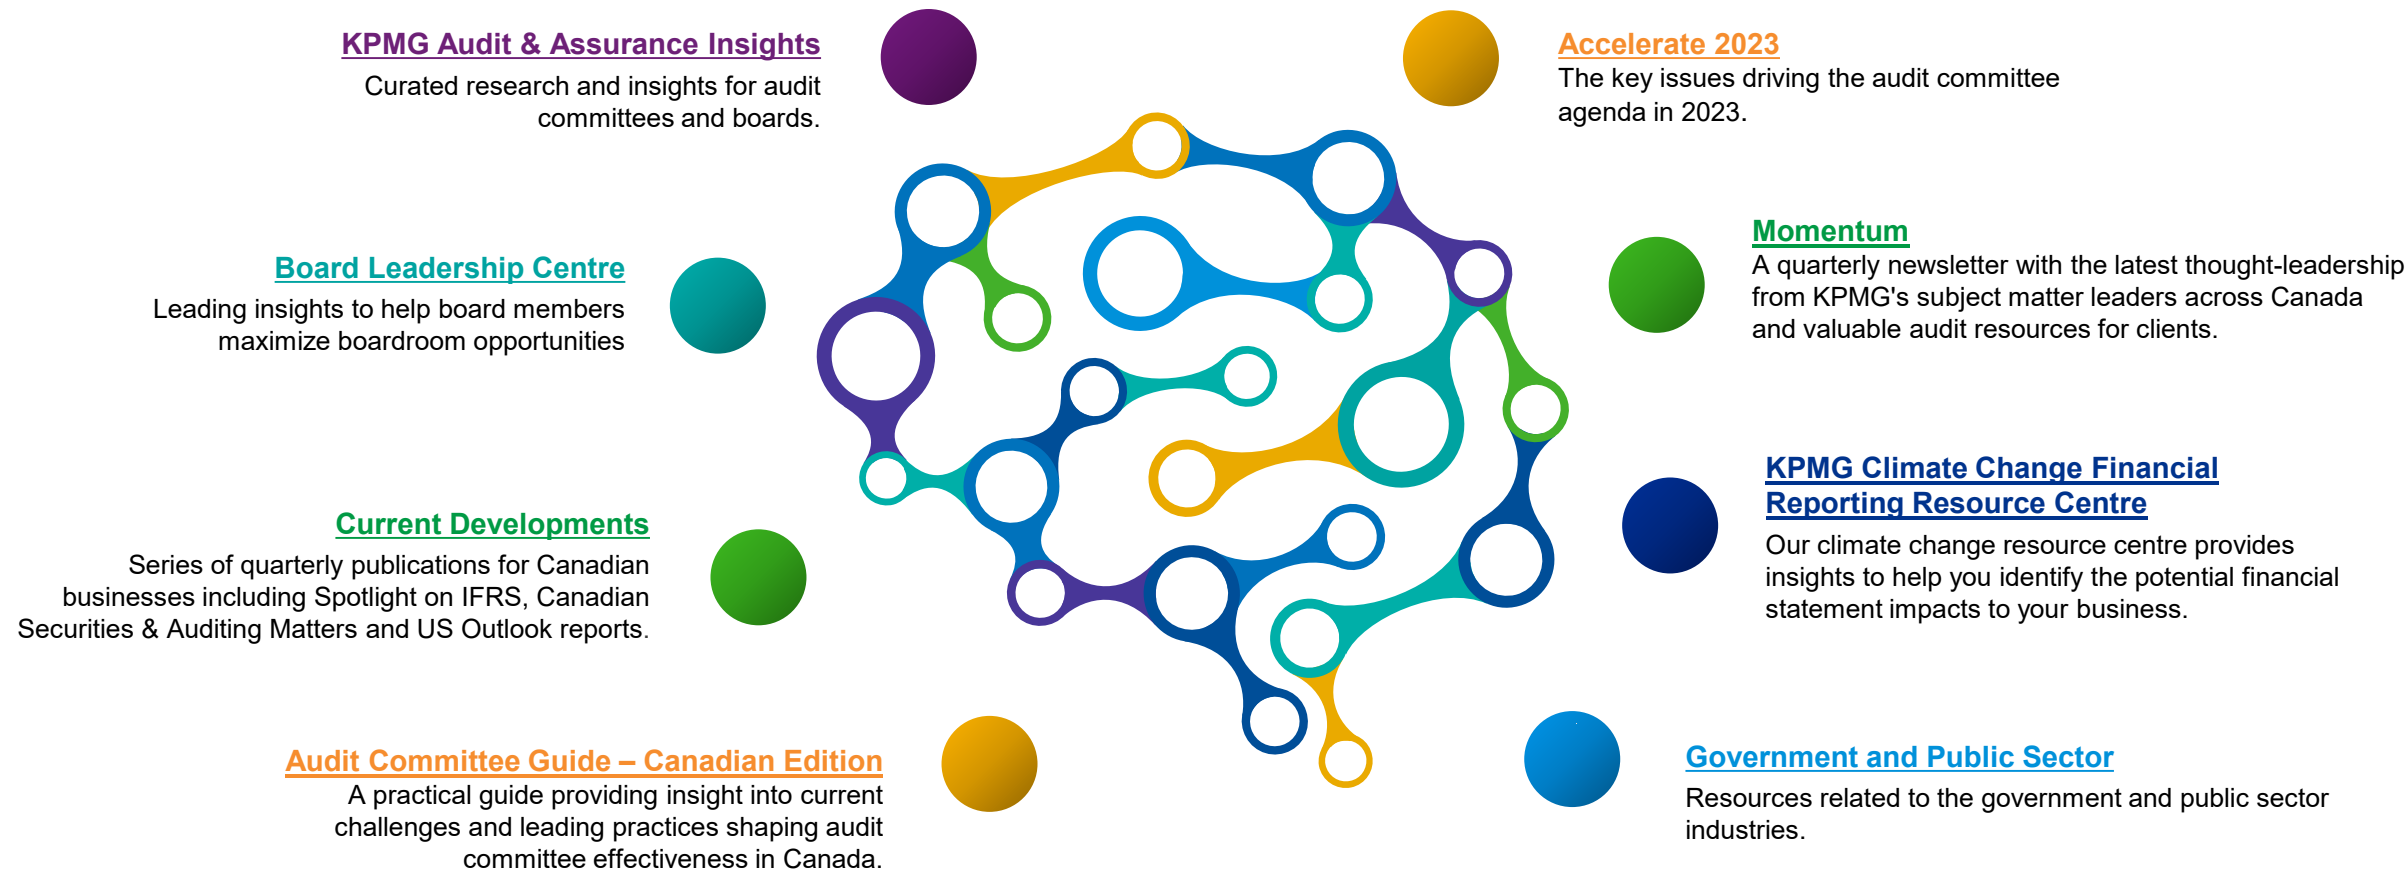 KPMG Audit & Assurance Insights
Curated research and insights for audit
committees and boards.
Board Leadership Centre
Leading insights to help board members
maximize boardroom opportunities
Current Developments
Series of quarterly publications for Canadian
businesses including Spotlight on IFRS, Canadian
Securities & Auditing Matters and US Outlook reports.
Audit Committee Guide – Canadian Edition
A practical guide providing insight into current
challenges and leading practices shaping audit
committee effectiveness in Canada.
Accelerate 2023
The key issues driving the audit committee
agenda in 2023.
Momentum
A quarterly newsletter with the latest thought-leadership
from KPMG's subject matter leaders across Canada
and valuable audit resources for clients.
KPMG Climate Change Financial
Reporting Resource Centre
Our climate change resource centre provides
insights to help you identify the potential financial
statement impacts to your business.
Government and Public Sector
Resources related to the government and public sector
industries.